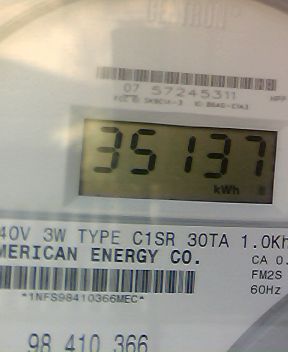 CENTRON
07 57245311
35137
kWh
40V 3W TYPE C1SR 30TA 1.0Kh
MERICAN ENERGY CO.
CA 0.
FM2S
60Hz
*1NFS98410366MEC*
98 410 366